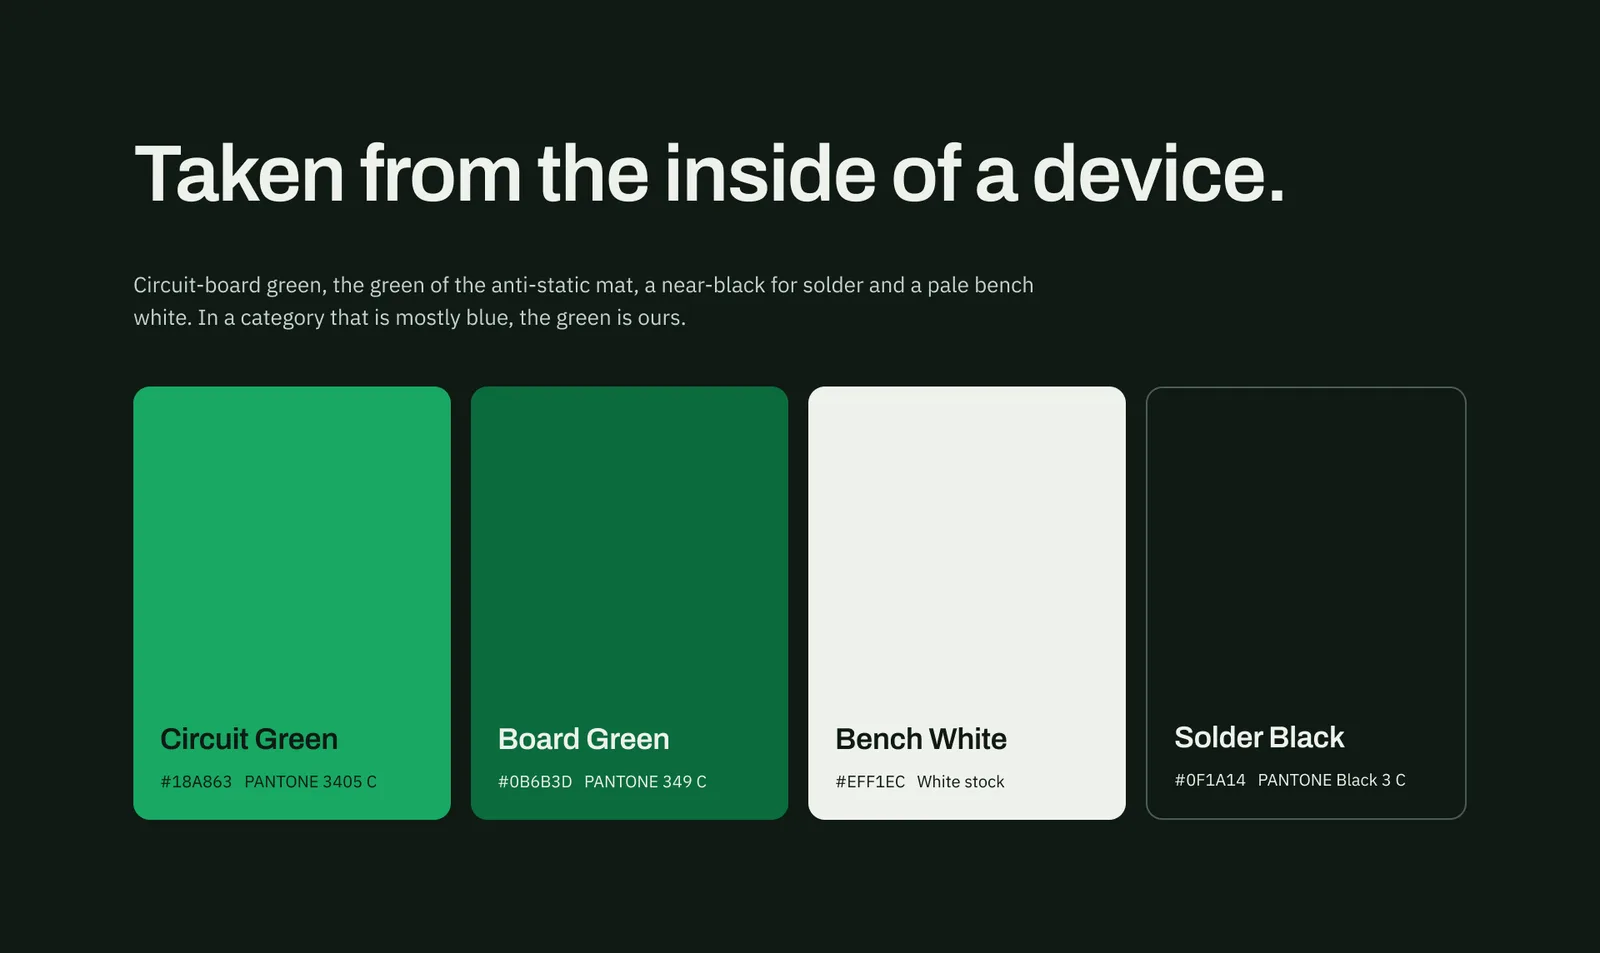 Taken from the inside of a device.
Circuit-board green, the green of the anti-static mat, a near-black for solder and a pale bench
white. In a category that is mostly blue, the green is ours.
Circuit Green
#18A863 PANTONE 3405 C
Board Green
#0B6B3D PANTONE 349 C
Bench White
#EFF1EC White stock
Solder Black
#0F1A14 PANTONE Black 3 C